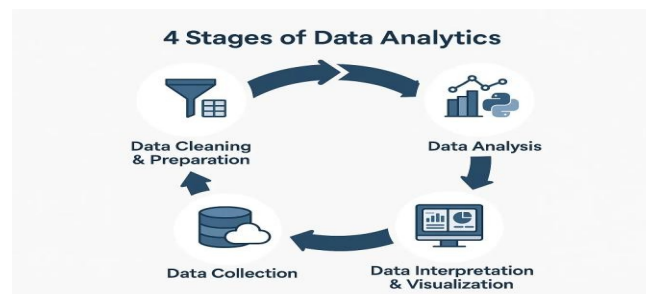 4 Stages of Data Analytics
Data Cleaning
& Preparation
Data Analysis
Data Collection
Data Interpretation
& Visualization